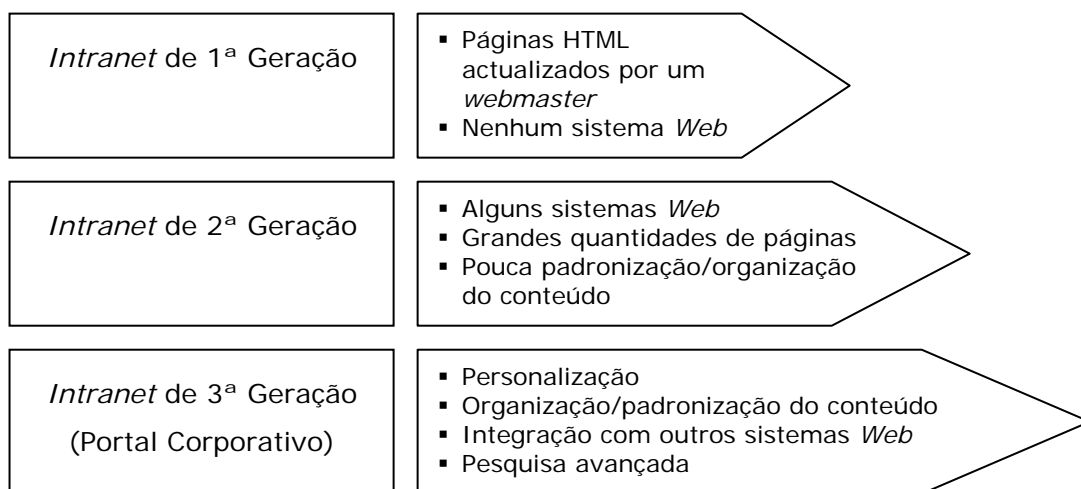 Intranet de 1ª Geração
▪ Páginas HTML
actualizados por um
webmaster
▪ Nenhum sistema Web
Intranet de 2ª Geração
▪ Alguns sistemas Web
▪ Grandes quantidades de páginas
▪ Pouca padronização/organização
do conteúdo
Intranet de 3ª Geração
(Portal Corporativo)
▪ Personalização
▪ Organização/padronização do conteúdo
▪ Integração com outros sistemas Web
▪ Pesquisa avançada